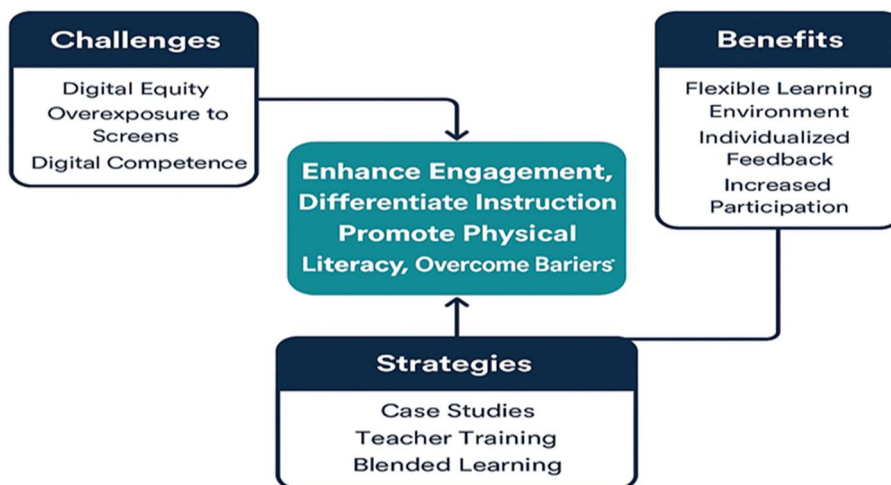 Challenges
Digital Equity
Overexposure to
Screens
Digital Competence
Benefits
Flexible Learning
Environment
Individualized
Feedback
Increased
Participation
Enhance Engagement,
Differentiate Instruction
Promote Physical
Literacy, Overcome Bariers
Strategies
Case Studies
Teacher Training
Blended Learning